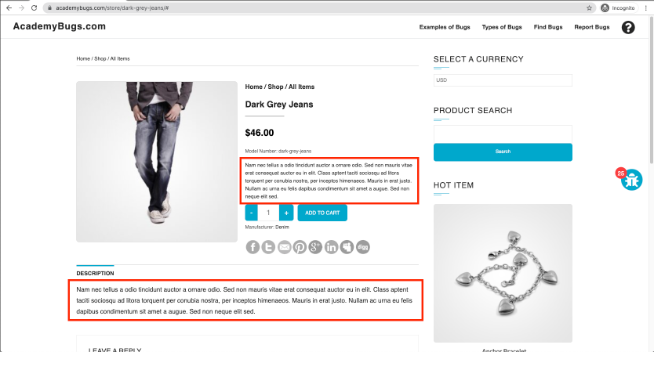 academybugs.com/store/dark-grey-jeans/#
Incognito
AcademyBugs.com
Examples of Bugs Types of Bugs Find Bugs Report Bugs ?
Home / Shop / All Items
Home / Shop / All Items
Dark Grey Jeans
$46.00
Model Number: dark-grey-jeans
Nam nec tellus a odio tincidunt auctor a ornare odio. Sed non mauris vitae
erat consequat auctor eu in elit. Class aptent taciti sociosqu ad litora
torquent per conubia nostra, per inceptos himenaeos. Mauris in erat justo.
Nullam ac urna eu felis dapibus condimentum sit amet a augue. Sed non
neque elit sed.
- 1 + ADD TO CART
Manufacturer: Denim
digg
DESCRIPTION
Nam nec tellus a odio tincidunt auctor a ornare odio. Sed non mauris vitae erat consequat auctor eu in elit. Class aptent
taciti sociosqu ad litora torquent per conubia nostra, per inceptos himenaeos. Mauris in erat justo. Nullam ac urna eu felis
dapibus condimentum sit amet a augue. Sed non neque elit sed.
LEAVE A REPLY
SELECT A CURRENCY
USD
PRODUCT SEARCH
Search
25
HOT ITEM
Anchor Bracelet